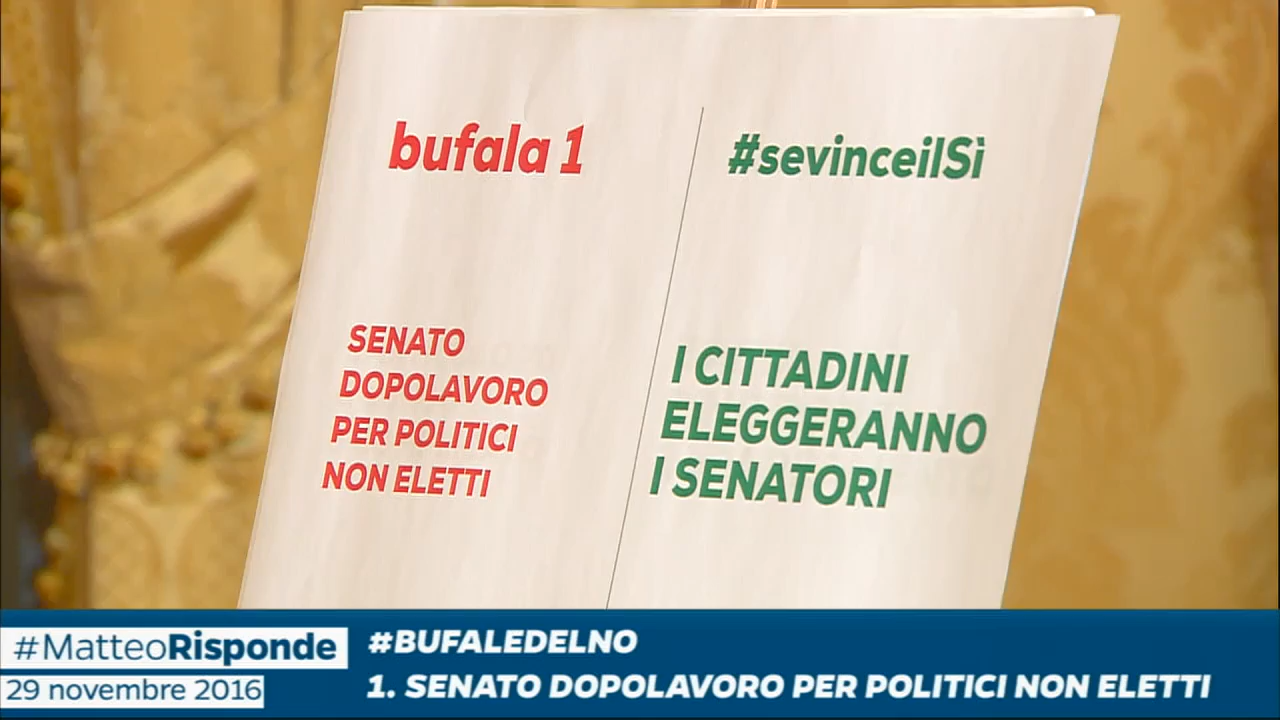 bufala 1
SENATO
DOPOLAVORO
PER POLITICI
NON ELETTI
#sevinceilSì
I CITTADINI
ELEGGERANNO
I SENATORI
#MatteoRisponde
29 novembre 2016
#BUFALEDELNO
1. SENATO DOPOLAVORO PER POLITICI NON ELETTI